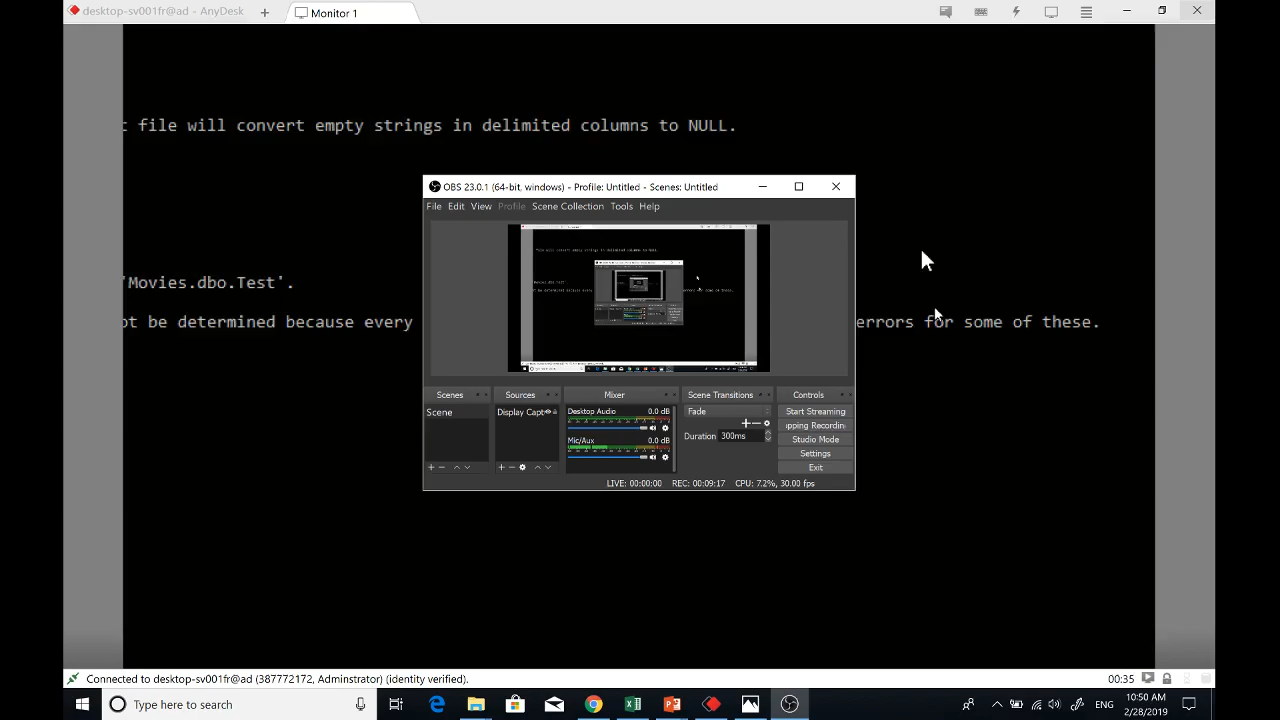 desktop-sv001fr@ad - AnyDesk
Monitor 1
t file will convert empty strings in delimited columns to NULL.
'Movies.dbo.Test'.
ot be determined because every
errors for some of these.
OBS 23.0.1 (64-bit, windows) - Profile: Untitled - Scenes: Untitled
File Edit View Profile Scene Collection Tools Help
Scenes Sources Mixer Scene Transitions Controls
Scene
Display Capt
Desktop Audio 0.0 dB
Mic/Aux 0.0 dB
Fade
Duration 300ms
Start Streaming
pping Recordin
Studio Mode
Settings
Exit
LIVE: 00:00:00 REC: 00:09:17 CPU: 7.2%, 30.00 fps
Connected to desktop-sv001fr@ad (387772172, Adminstrator) (identity verified).
00:35
Type here to search
ENG
10:50 AM
2/28/2019